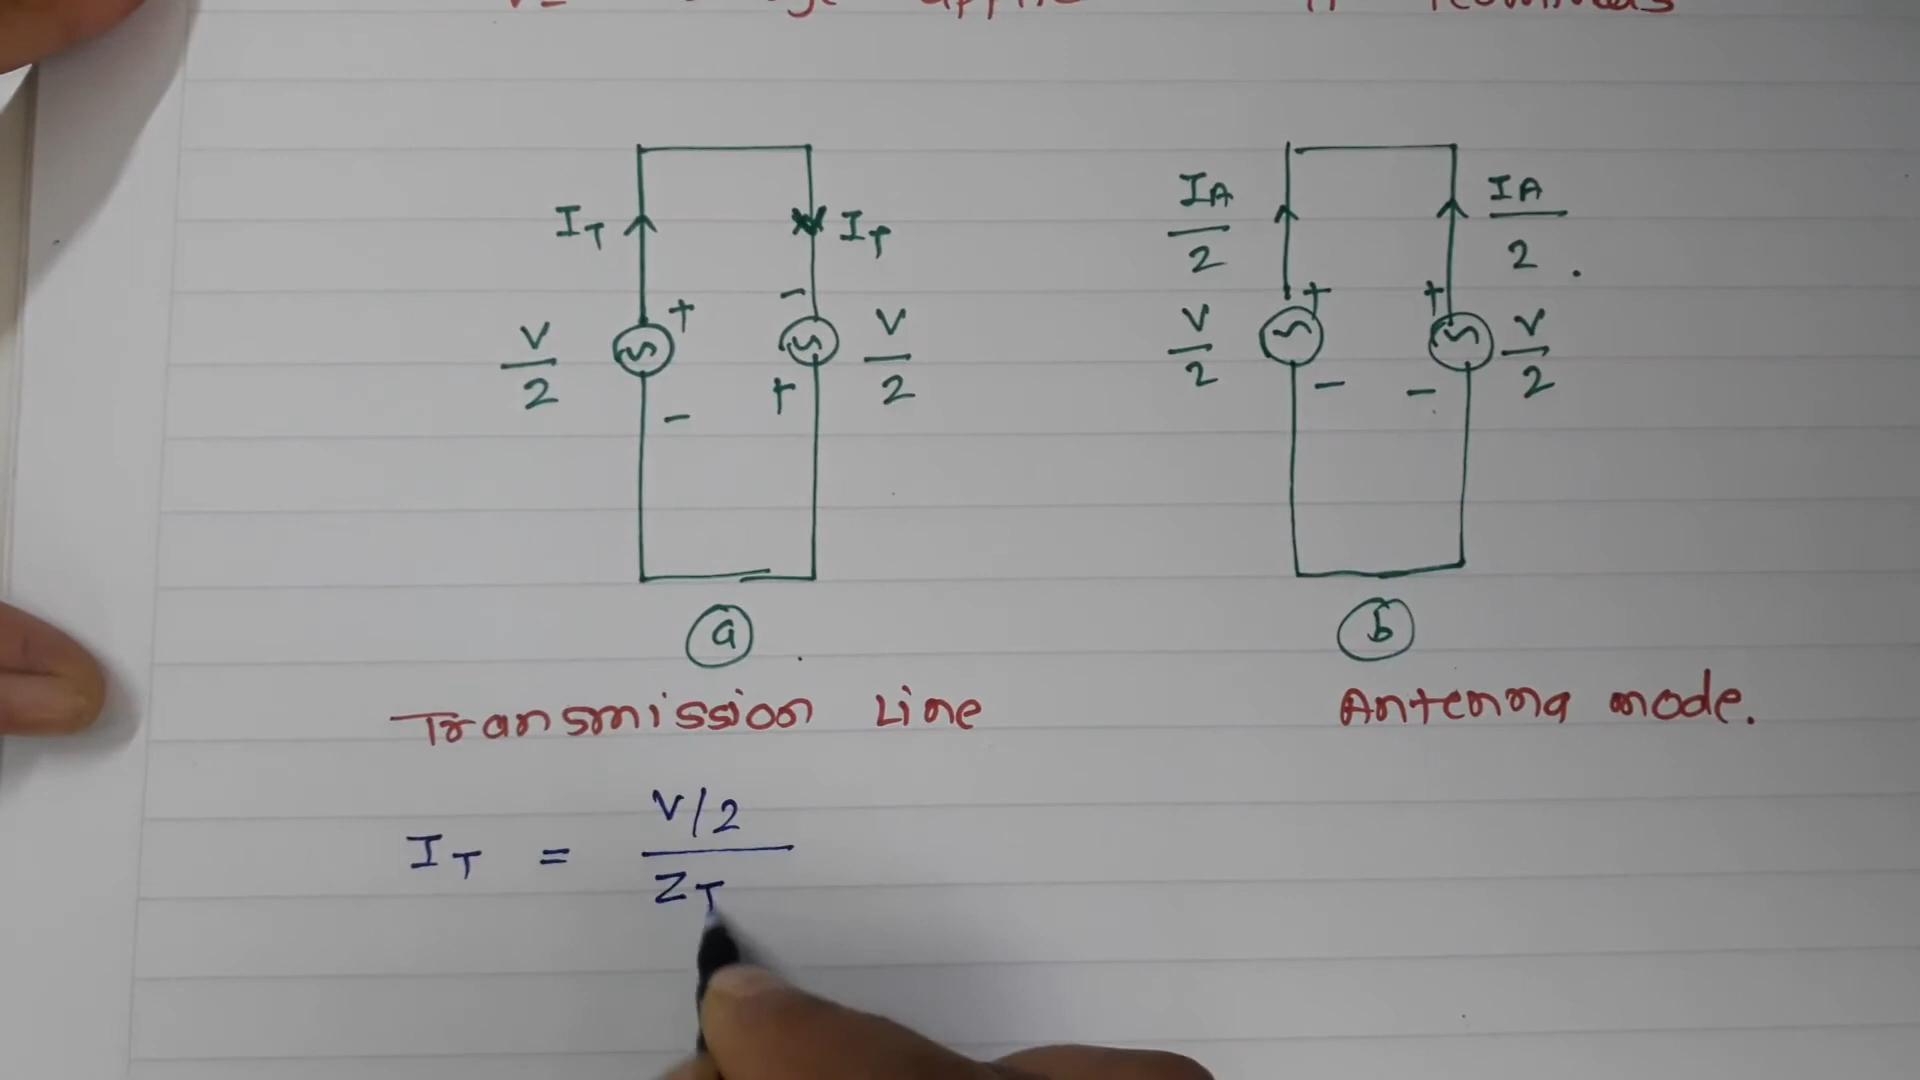 V=
I_T
I_T
V/2
+
-
-
+
V/2
I_A/2
I_A/2 .
V/2
+
-
+
-
V/2
a
b
Transmission Line
Antenna mode.
I_T = V/2
Z_T